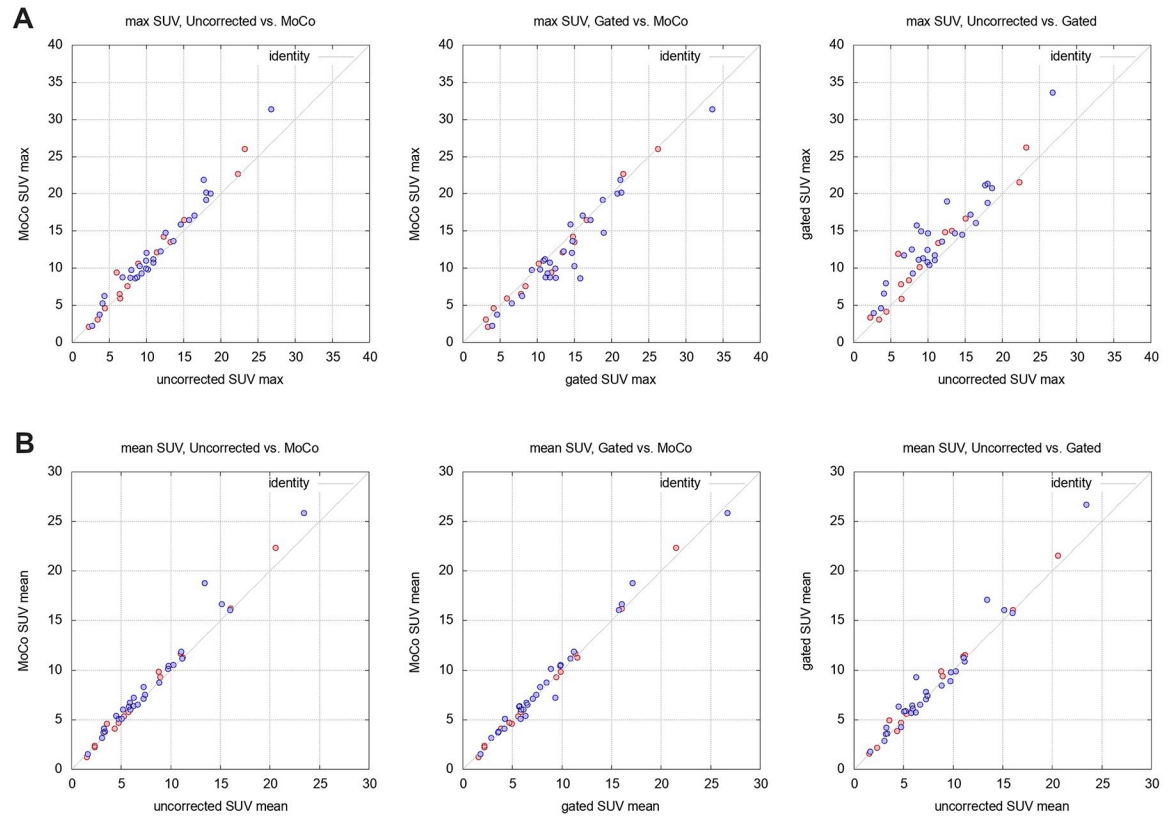 A
max SUV, Uncorrected vs. MoCo
max SUV, Gated vs. MoCo
max SUV, Uncorrected vs. Gated
40
35
30
25
20
15
10
5
0
MoCo SUV max
identity
0 5 10 15 20 25 30 35 40
uncorrected SUV max
40
35
30
25
20
15
10
5
0
MoCo SUV max
identity
0 5 10 15 20 25 30 35 40
gated SUV max
40
35
30
25
20
15
10
5
0
gated SUV max
identity
0 5 10 15 20 25 30 35 40
uncorrected SUV max
B
mean SUV, Uncorrected vs. MoCo
mean SUV, Gated vs. MoCo
mean SUV, Uncorrected vs. Gated
30
25
20
15
10
5
0
MoCo SUV mean
identity
0 5 10 15 20 25 30
uncorrected SUV mean
30
25
20
15
10
5
0
MoCo SUV mean
identity
0 5 10 15 20 25 30
gated SUV mean
30
25
20
15
10
5
0
gated SUV mean
identity
0 5 10 15 20 25 30
uncorrected SUV mean